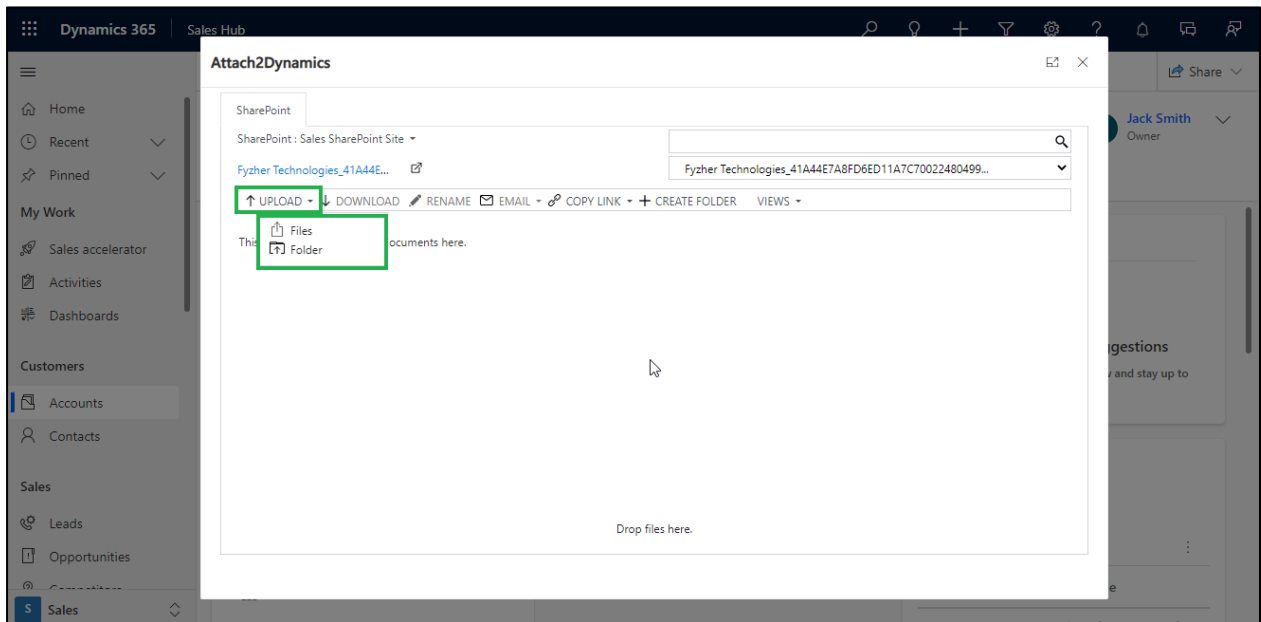 Dynamics 365 Sales Hub
Attach2Dynamics
Share
SharePoint
SharePoint : Sales SharePoint Site
Fyzher Technologies_41A44E...
Fyzher Technologies_41A44E7A8FD6ED11A7C70022480499...
UPLOAD DOWNLOAD RENAME EMAIL COPY LINK CREATE FOLDER VIEWS
Files
Folder
This ocuments here.
Drop files here.
Home
Recent
Pinned
My Work
Sales accelerator
Activities
Dashboards
Customers
Accounts
Contacts
Sales
Leads
Opportunities
S Sales
Jack Smith
Owner
ggestions
and stay up to